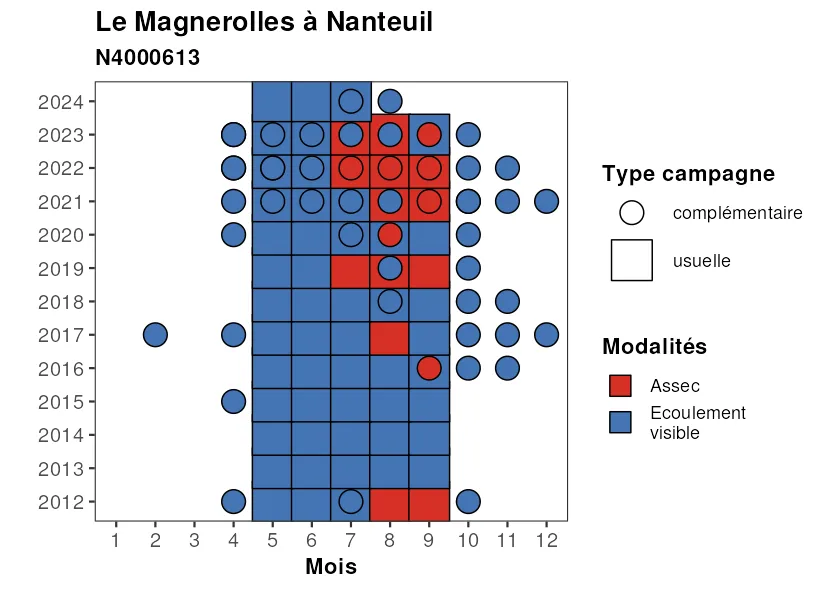 Le Magnerolles à Nanteuil
N4000613
2024
2023
2022
2021
2020
2019
2018
2017
2016
2015
2014
2013
2012
1 2 3 4 5 6 7 8 9 10 11 12
Mois
Type campagne
complémentaire
usuelle
Modalités
Assec
Ecoulement
visible